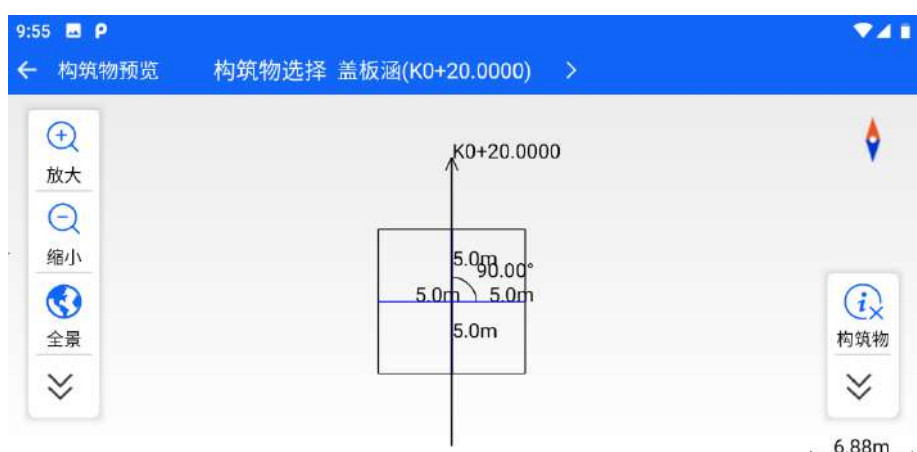 9:55
构筑物预览 构筑物选择 盖板涵(K0+20.0000)
放大
缩小
全景
K0+20.0000
5.0m
90.00°
5.0m 5.0m
5.0m
构筑物
6.88m